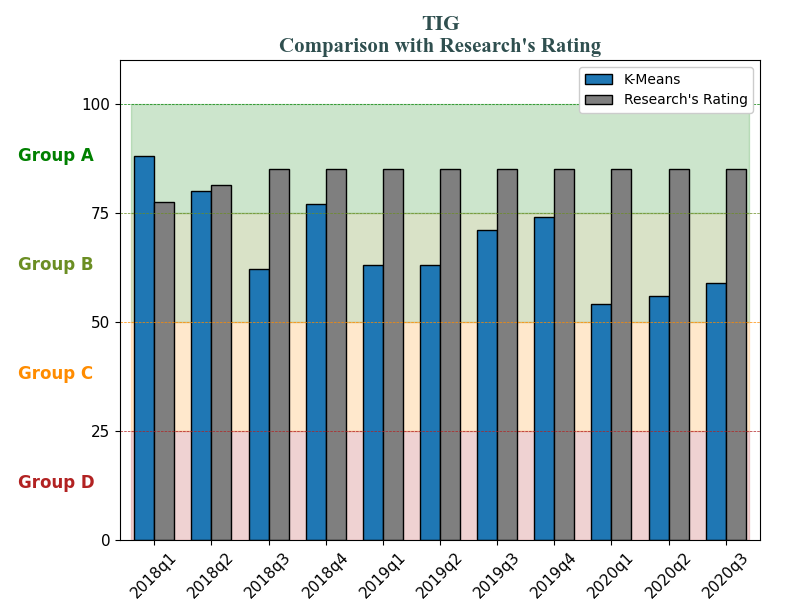 TIG
Comparison with Research's Rating
K-Means
Research's Rating
100
Group A
75
Group B
50
Group C
25
Group D
0
2018q1 2018q2 2018q3 2018q4 2019q1 2019q2 2019q3 2019q4 2020q1 2020q2 2020q3